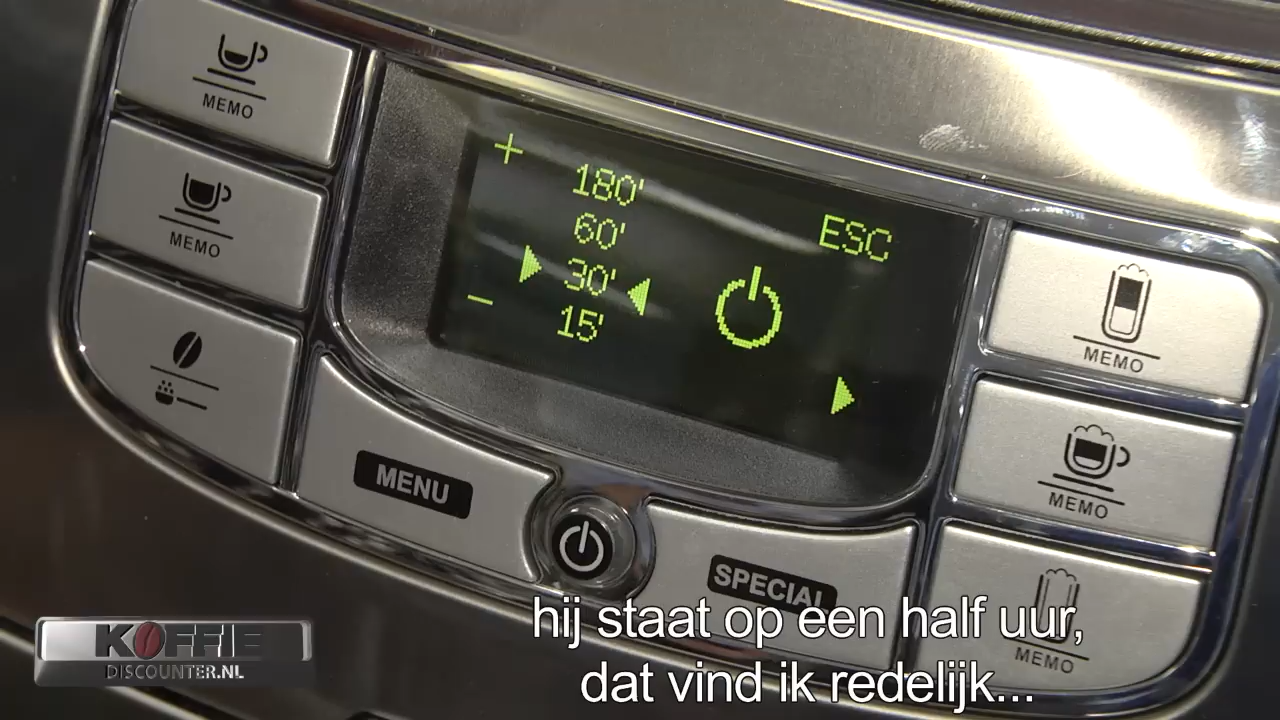 MEMO
MEMO
+
180'
60'
30'
15'
-
ESC
MENU
SPECIAL
MEMO
MEMO
MEMO
KOFFIE
DISCOUNTER.NL
hij staat op een half uur,
dat vind ik redelijk...